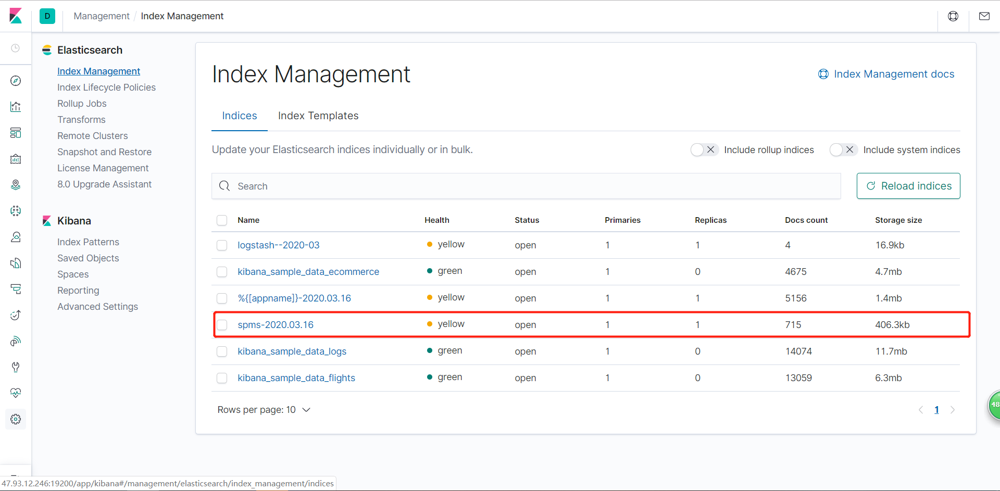 D
Management / Index Management
Elasticsearch
Index Management
Index Lifecycle Policies
Rollup Jobs
Transforms
Remote Clusters
Snapshot and Restore
License Management
8.0 Upgrade Assistant
Kibana
Index Patterns
Saved Objects
Spaces
Reporting
Advanced Settings
Index Management
Index Management docs
Indices Index Templates
Update your Elasticsearch indices individually or in bulk.
Include rollup indices Include system indices
Search
Reload indices
Name Health Status Primaries Replicas Docs count Storage size
logstash--2020-03 yellow open 1 1 4 16.9kb
kibana_sample_data_ecommerce green open 1 0 4675 4.7mb
%{[appname]}-2020.03.16 yellow open 1 1 5156 1.4mb
spms-2020.03.16 yellow open 1 1 715 406.3kb
kibana_sample_data_logs green open 1 0 14074 11.7mb
kibana_sample_data_flights green open 1 0 13059 6.3mb
Rows per page: 10
1
48
47.93.12.246:19200/app/kibana#/management/elasticsearch/index_management/indices